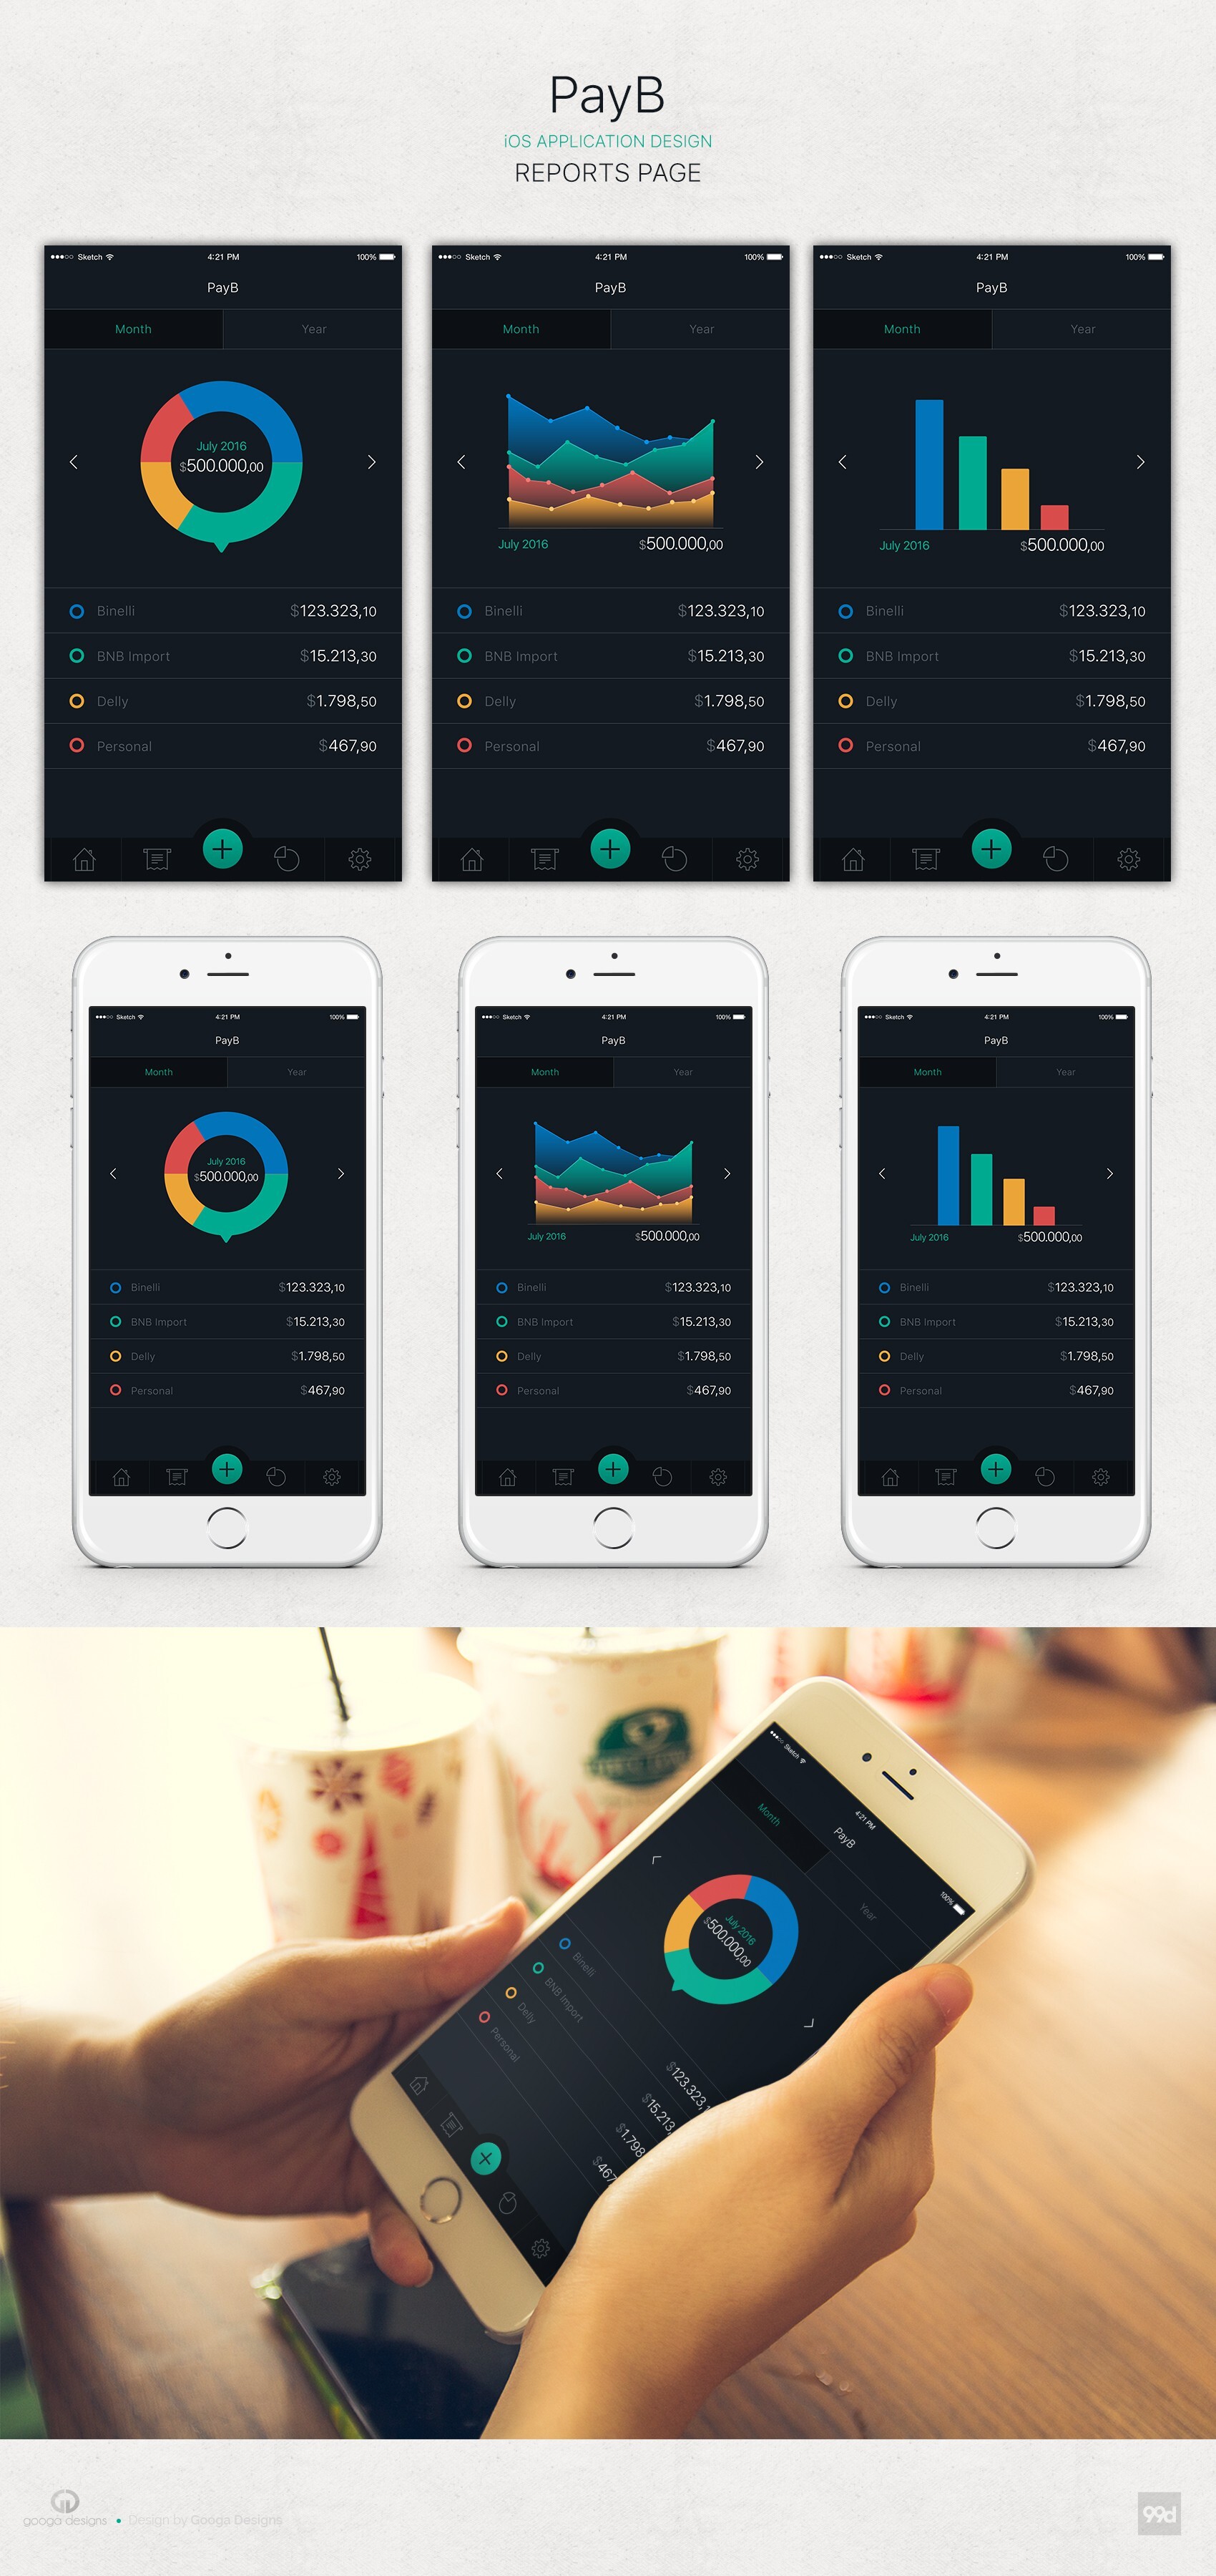 PayB
iOS APPLICATION DESIGN
REPORTS PAGE
Sketch 4:21 PM 100%
PayB
Month Year
July 2016
$500.000,00
Binelli $123.323,10
BNB Import $15.213,30
Delly $1.798,50
Personal $467,90
Sketch 4:21 PM 100%
PayB
Month Year
July 2016 $500.000,00
Binelli $123.323,10
BNB Import $15.213,30
Delly $1.798,50
Personal $467,90
Sketch 4:21 PM 100%
PayB
Month Year
July 2016 $500.000,00
Binelli $123.323,10
BNB Import $15.213,30
Delly $1.798,50
Personal $467,90
Sketch 4:21 PM 100%
PayB
Month Year
July 2016
$500.000,00
Binelli $123.323,10
BNB Import $15.213,30
Delly $1.798,50
Personal $467,90
Sketch 4:21 PM 100%
PayB
Month Year
July 2016 $500.000,00
Binelli $123.323,10
BNB Import $15.213,30
Delly $1.798,50
Personal $467,90
Sketch 4:21 PM 100%
PayB
Month Year
July 2016 $500.000,00
Binelli $123.323,10
BNB Import $15.213,30
Delly $1.798,50
Personal $467,90
Sketch 4:21 PM 100%
PayB
Month Year
July 2016
$500.000,00
Binelli $123.323,
BNB Import $15.213,
Delly $1.798
Personal $467
googa designs • Design by Googa Designs
99d